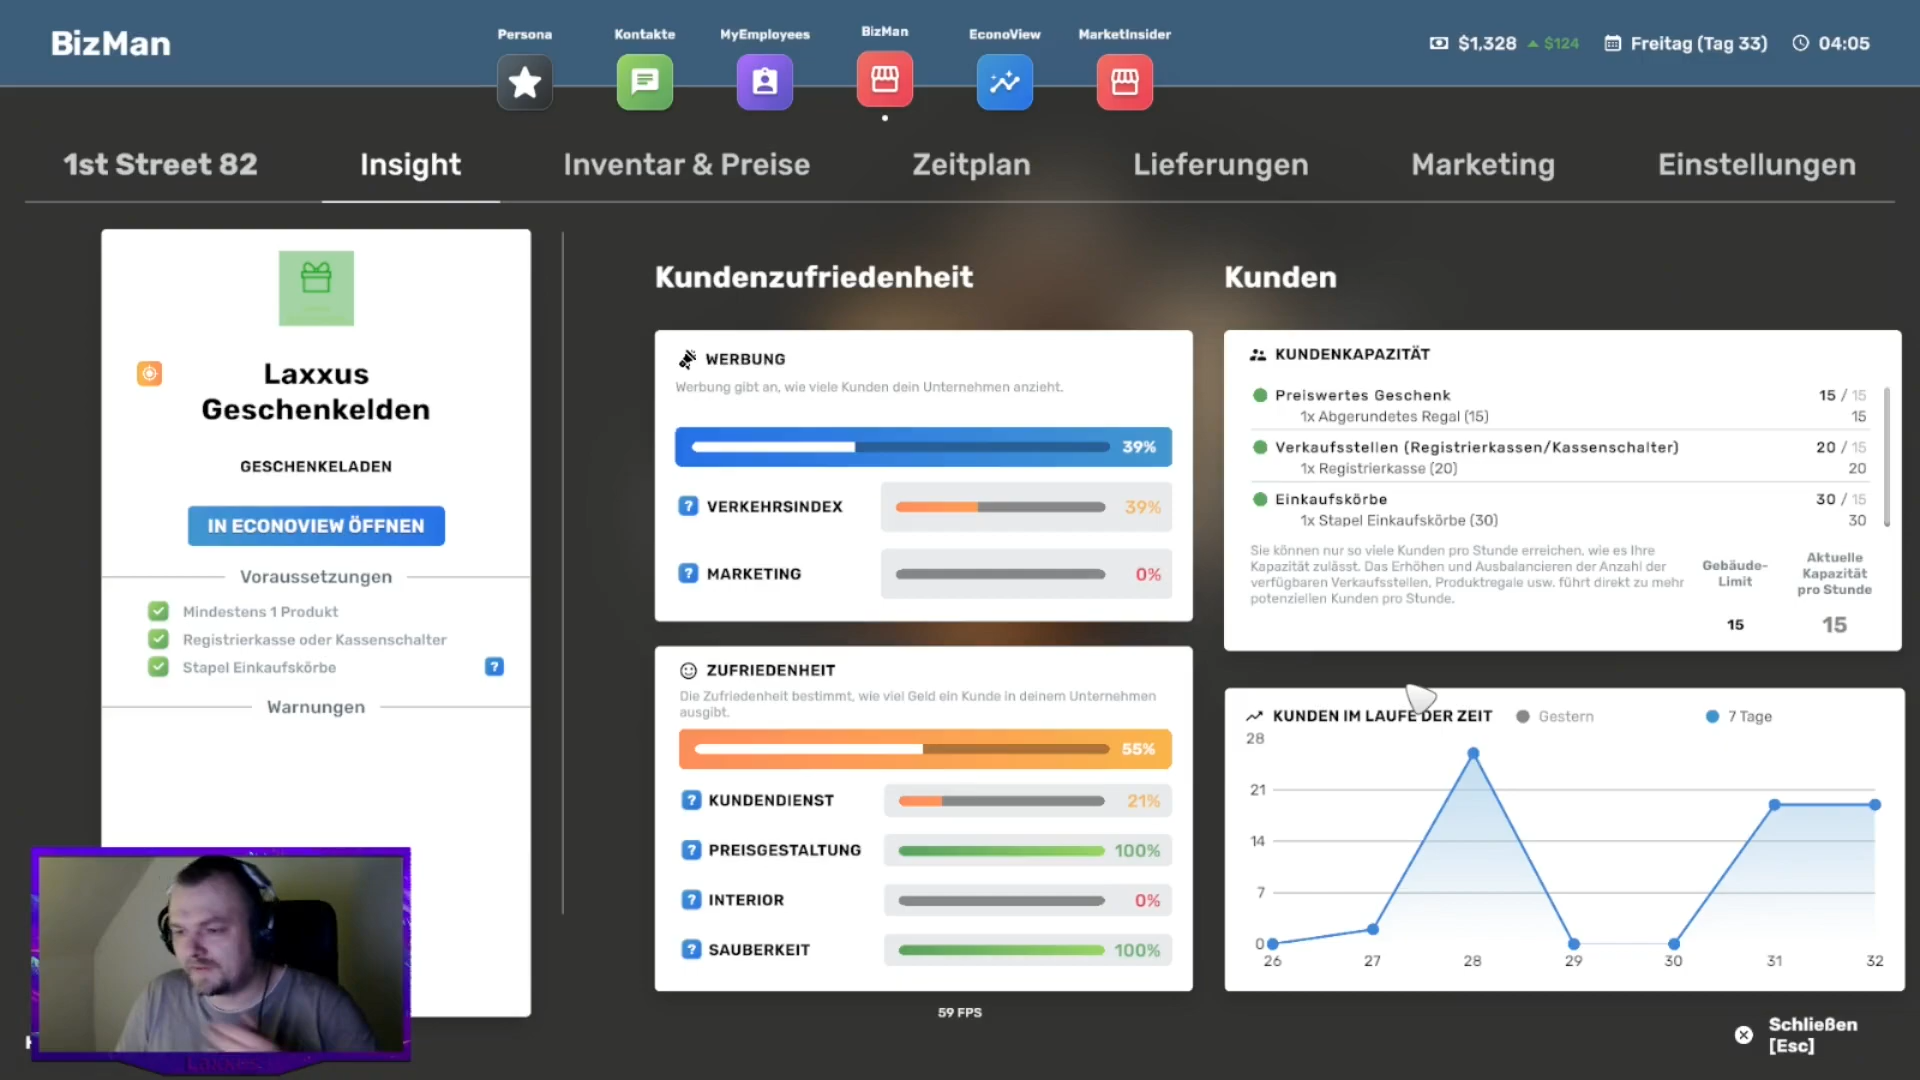 BizMan
Persona
Kontakte
MyEmployees
BizMan
EconoView
MarketInsider
$1,328
$124
Freitag (Tag 33)
04:05
1st Street 82
Insight
Inventar & Preise
Zeitplan
Lieferungen
Marketing
Einstellungen
Laxxus
Geschenkelden
GESCHENKELADEN
IN ECONOVIEW ÖFFNEN
Voraussetzungen
Mindestens 1 Produkt
Registrierkasse oder Kassenschalter
Stapel Einkaufskörbe
?
Warnungen
Kundenzufriedenheit
WERBUNG
Werbung gibt an, wie viele Kunden dein Unternehmen anzieht.
39%
? VERKEHRSINDEX 39%
? MARKETING 0%
ZUFRIEDENHEIT
Die Zufriedenheit bestimmt, wie viel Geld ein Kunde in deinem Unternehmen
ausgibt.
55%
? KUNDENDIENST 21%
? PREISGESTALTUNG 100%
? INTERIOR 0%
? SAUBERKEIT 100%
Kunden
KUNDENKAPAZITÄT
Preiswertes Geschenk 15 / 15
1x Abgerundetes Regal (15) 15
Verkaufsstellen (Registrierkassen/Kassenschalter) 20 / 15
1x Registrierkasse (20) 20
Einkaufskörbe 30 / 15
1x Stapel Einkaufskörbe (30) 30
Sie können nur so viele Kunden pro Stunde erreichen, wie es Ihre
Kapazität zulässt. Das Erhöhen und Ausbalancieren der Anzahl der
verfügbaren Verkaufsstellen, Produktregale usw. führt direkt zu mehr
potenziellen Kunden pro Stunde.
Gebäude-
Limit
15
Aktuelle
Kapazität
pro Stunde
15
KUNDEN IM LAUFE DER ZEIT
Gestern
7 Tage
28
21
14
7
0
26 27 28 29 30 31 32
59 FPS
Schließen
[Esc]